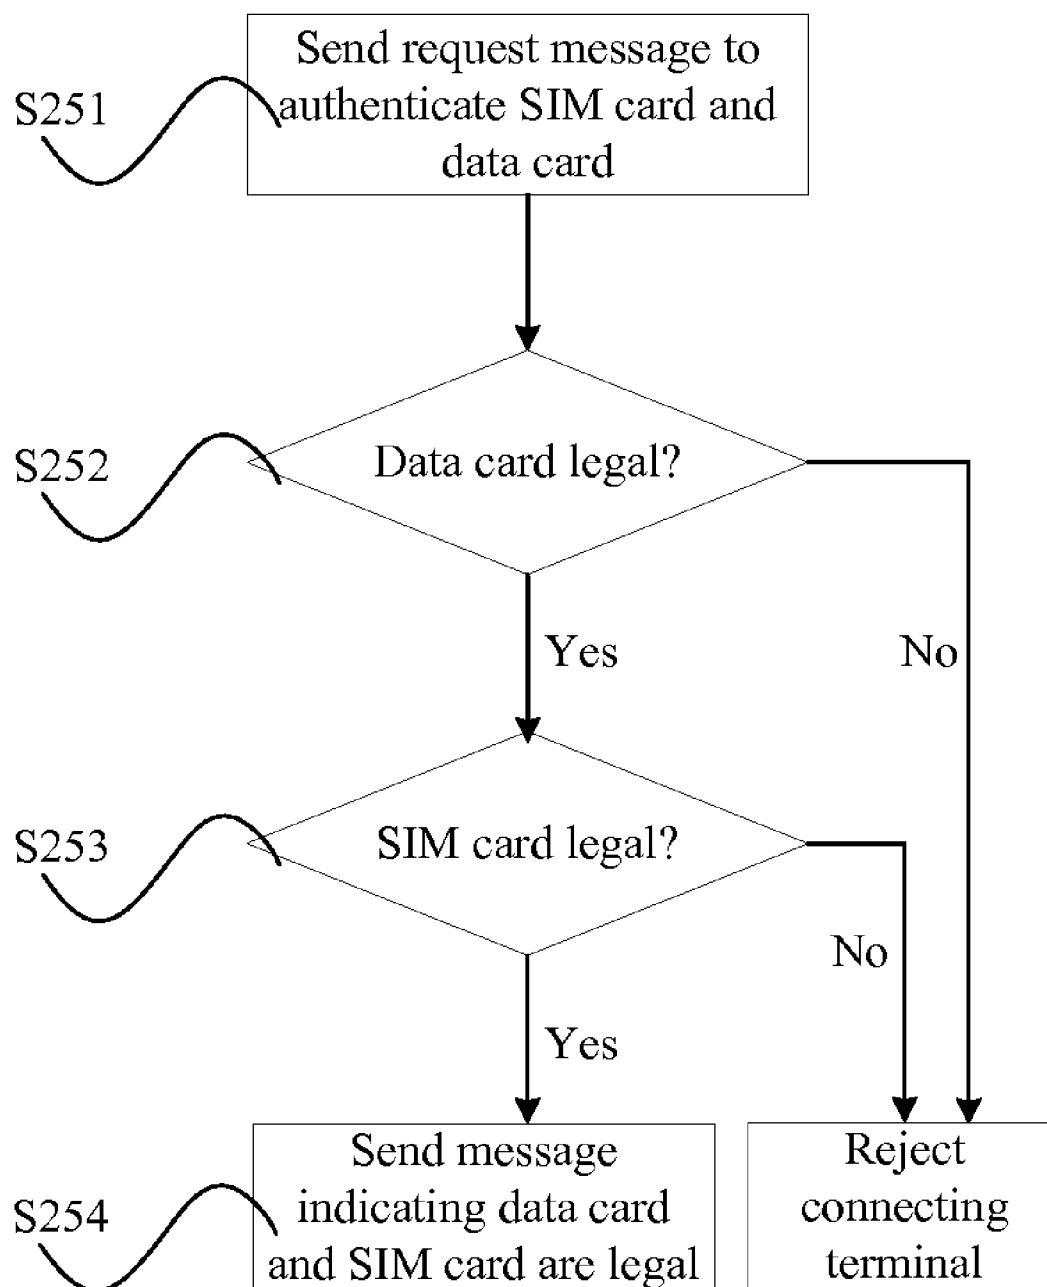 Send request message to
authenticate SIM card and
data card
S251
Data card legal?
S252
Yes
No
SIM card legal?
S253
No
Yes
Send message
indicating data card
and SIM card are legal
S254
Reject
connecting
terminal